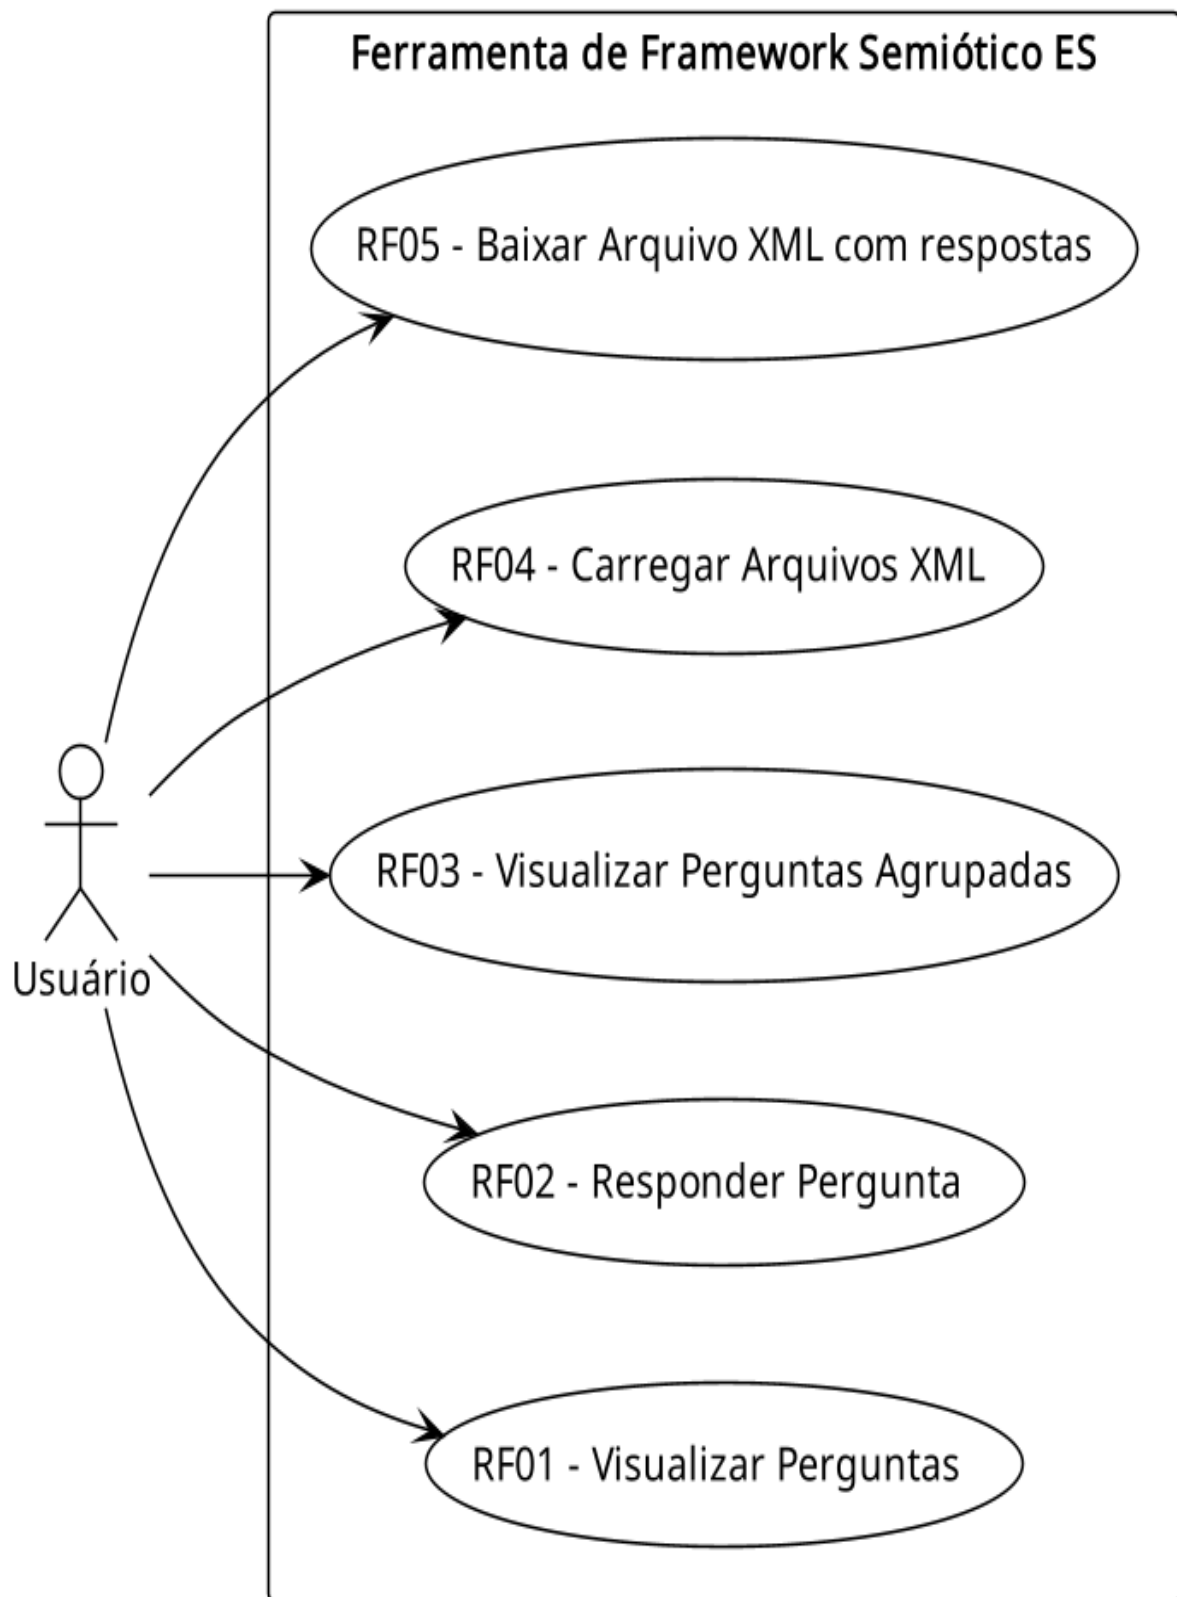 Ferramenta de Framework Semiótico ES
RF05 - Baixar Arquivo XML com respostas
RF04 - Carregar Arquivos XML
RF03 - Visualizar Perguntas Agrupadas
Usuário
RF02 - Responder Pergunta
RF01 - Visualizar Perguntas